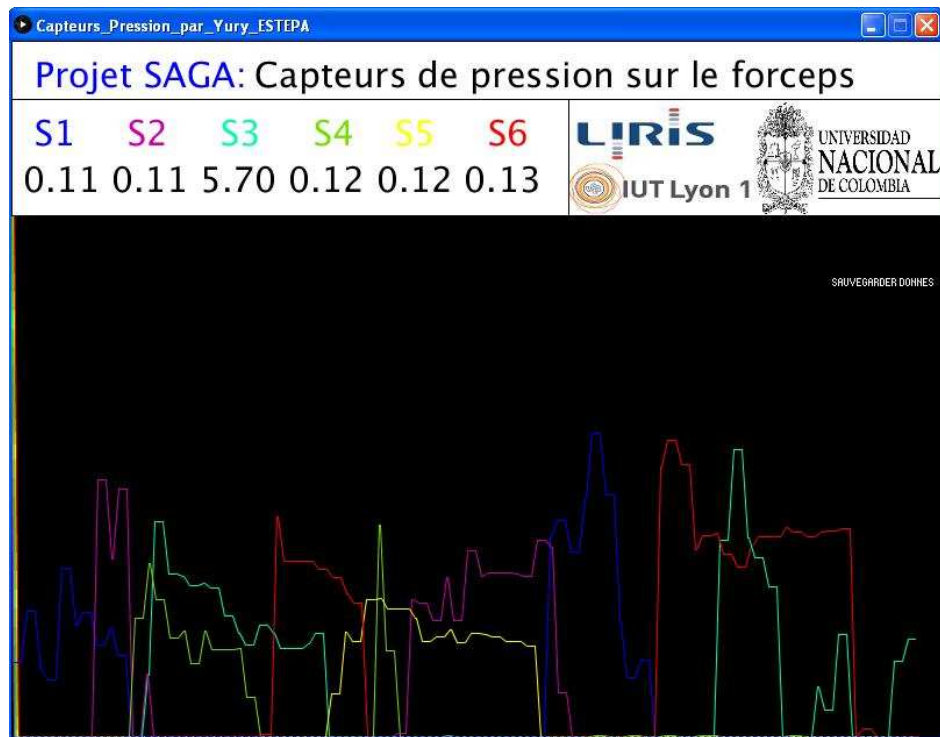 Capteurs_Pression_par_Yury_ESTEPA
Projet SAGA: Capteurs de pression sur le forceps
S1 S2 S3 S4 S5 S6
0.11 0.11 5.70 0.12 0.12 0.13
LIRIS
IUT Lyon 1
UNIVERSIDAD
NACIONAL
DE COLOMBIA
SAUVEGARDER DONNES